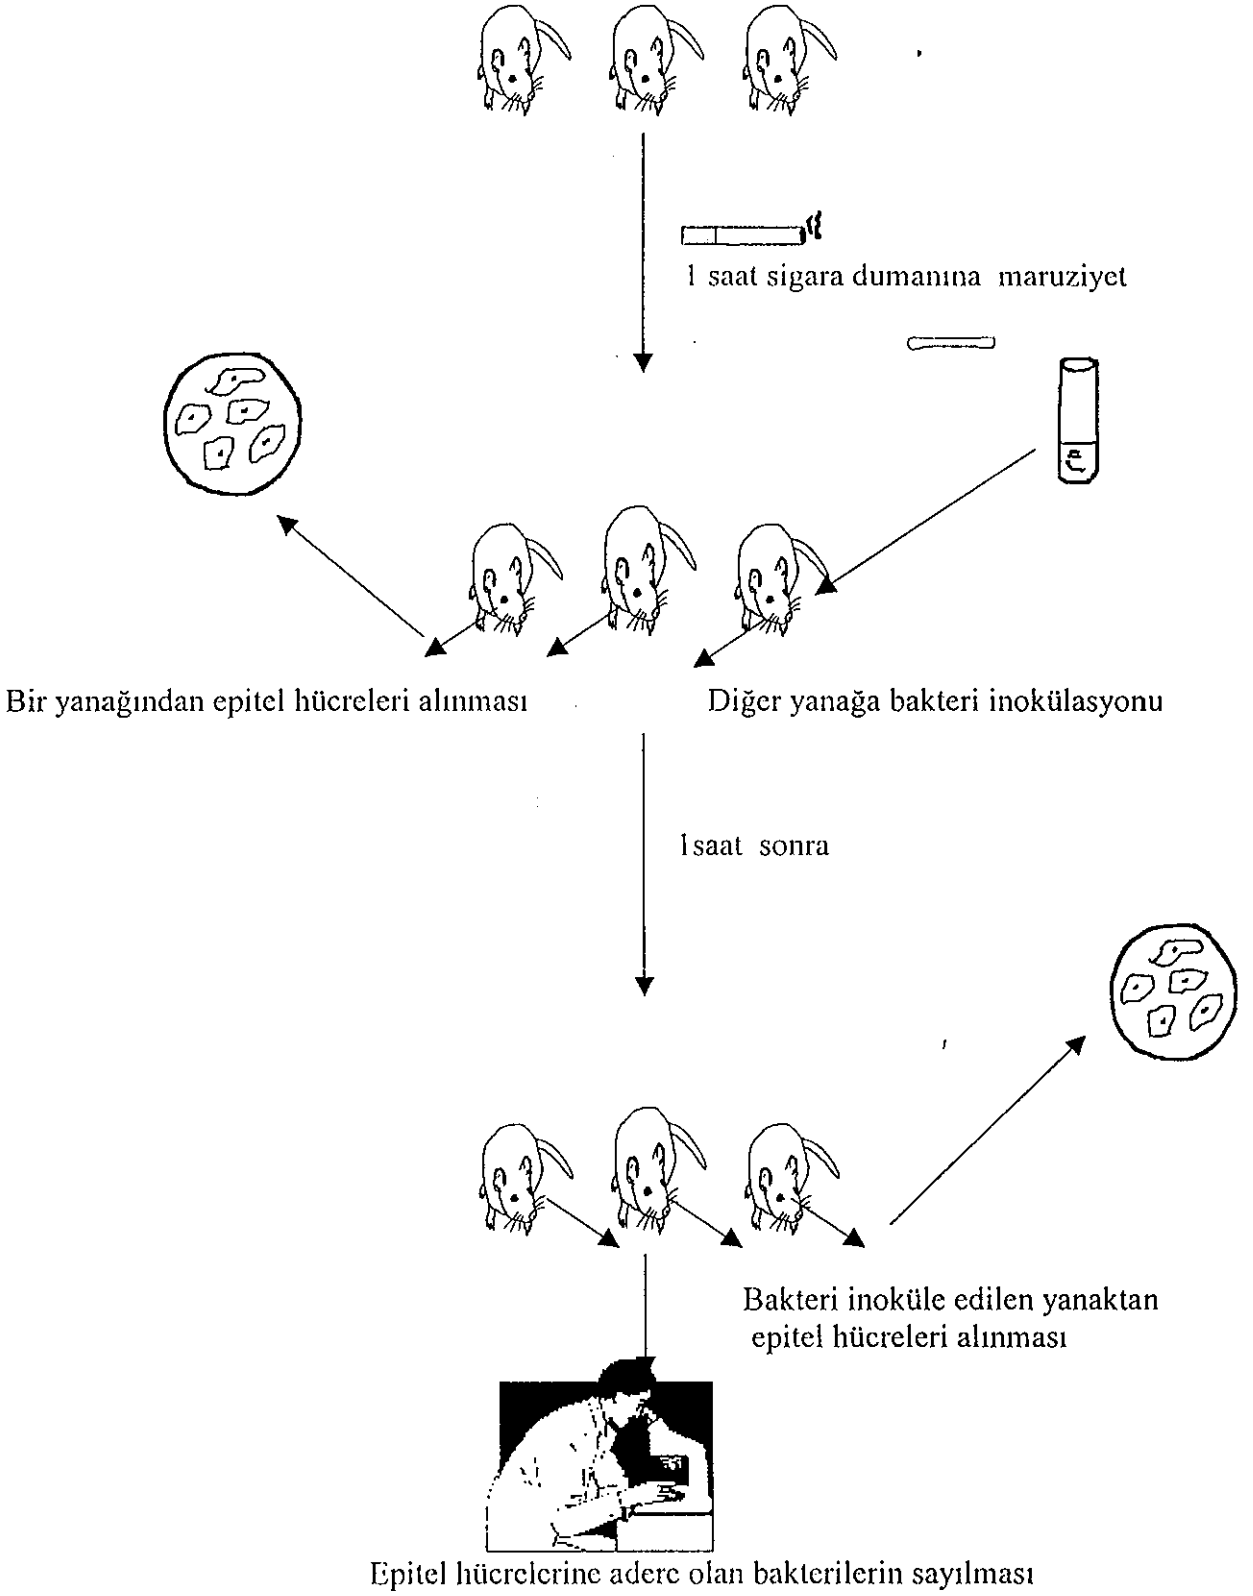 1 saat sigara dumanına maruziyet
Bir yanağından epitel hücreleri alınması
Diğer yanağa bakteri inokülasyonu
1saat sonra
Bakteri inoküle edilen yanaktan
epitel hücreleri alınması
Epitel hücrelerine adere olan bakterilerin sayılması